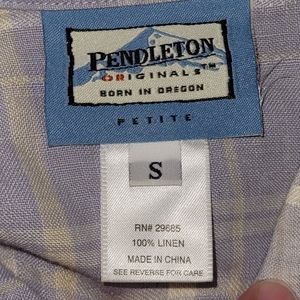 PENDLETON
ORIGINALS™
BORN IN OREGON
PETITE
S
RN# 29685
100% LINEN
MADE IN CHINA
SEE REVERSE FOR CARE